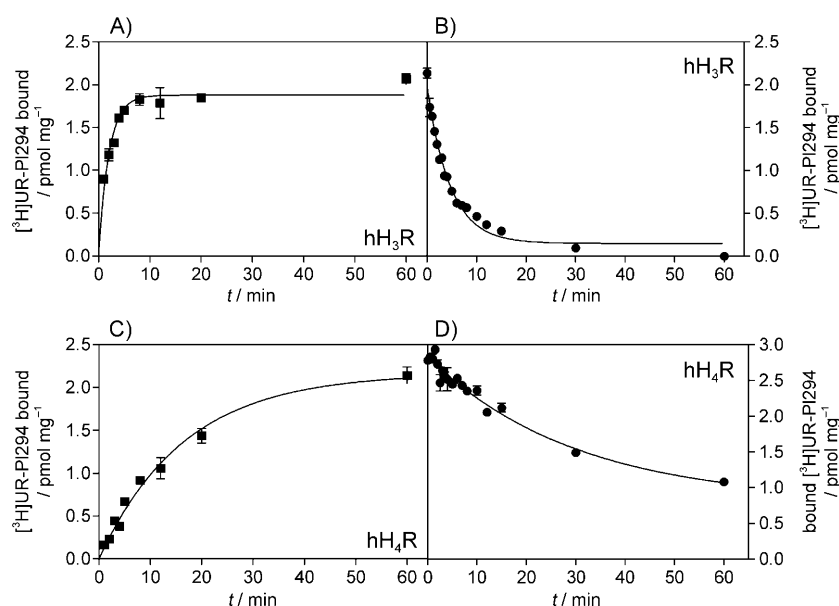 A)
B)
2.5
2.0
1.5
1.0
0.5
0.0
[³H]UR-PI294 bound
/ pmol mg⁻¹
hH₃R
0 10 20 30 40 50 60
t / min
hH₃R
0 10 20 30 40 50 60
t / min
2.5
2.0
1.5
1.0
0.5
0.0
[³H]UR-PI294 bound
/ pmol mg⁻¹
C)
D)
2.5
2.0
1.5
1.0
0.5
0.0
[³H]UR-PI294 bound
/ pmol mg⁻¹
hH₄R
0 10 20 30 40 50 60
t / min
hH₄R
0 10 20 30 40 50 60
t / min
3.0
2.5
2.0
1.5
1.0
0.5
0.0
bound [³H]UR-PI294
/ pmol mg⁻¹